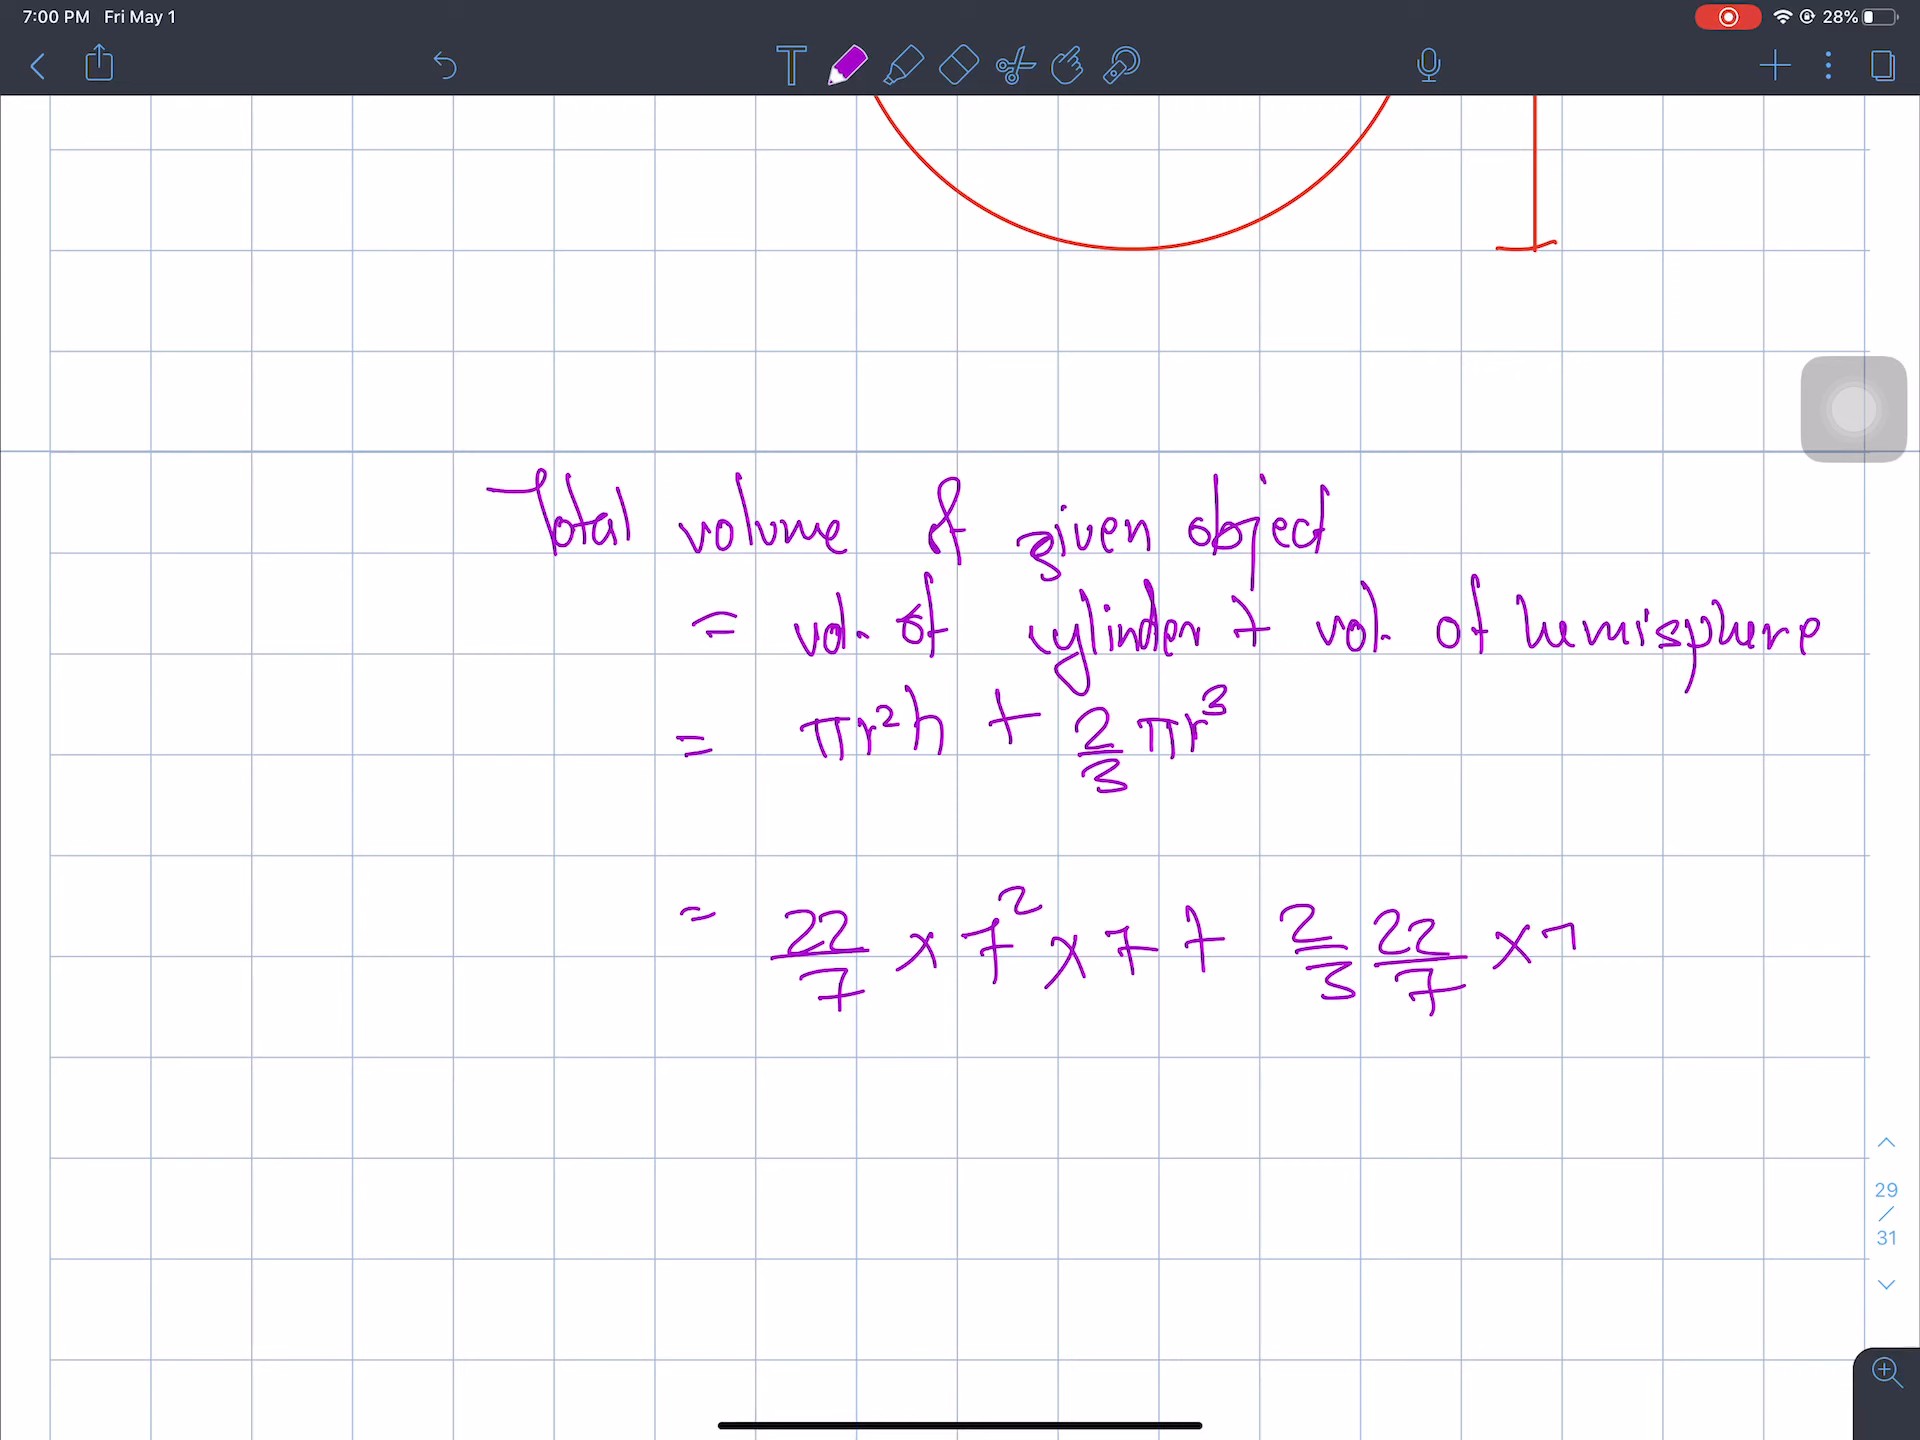 7:00 PM Fri May 1
28%
Total volume of given object
= vol. of cylinder + vol. of hemisphere
= πr²h + 2/3 πr³
= 22/7 × 7² × 7 + 2/3 22/7 × 7
29
/
31